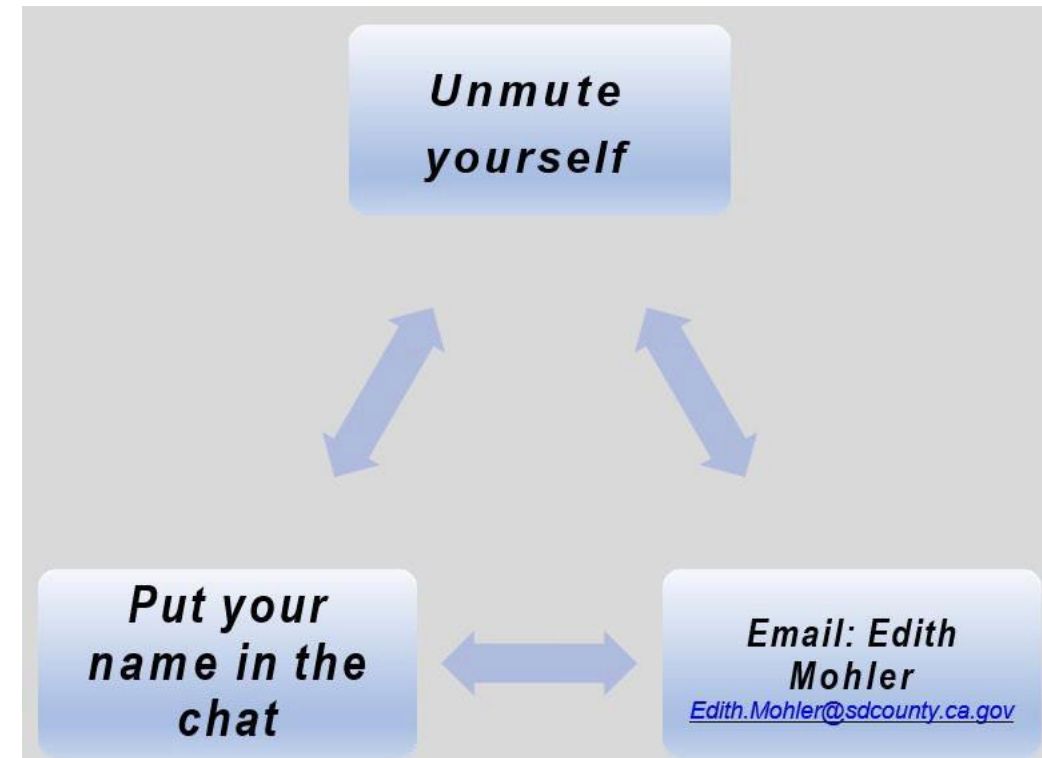 Unmute
yourself
Put your
name in the
chat
Email: Edith
Mohler
Edith.Mohler@sdcounty.ca.gov